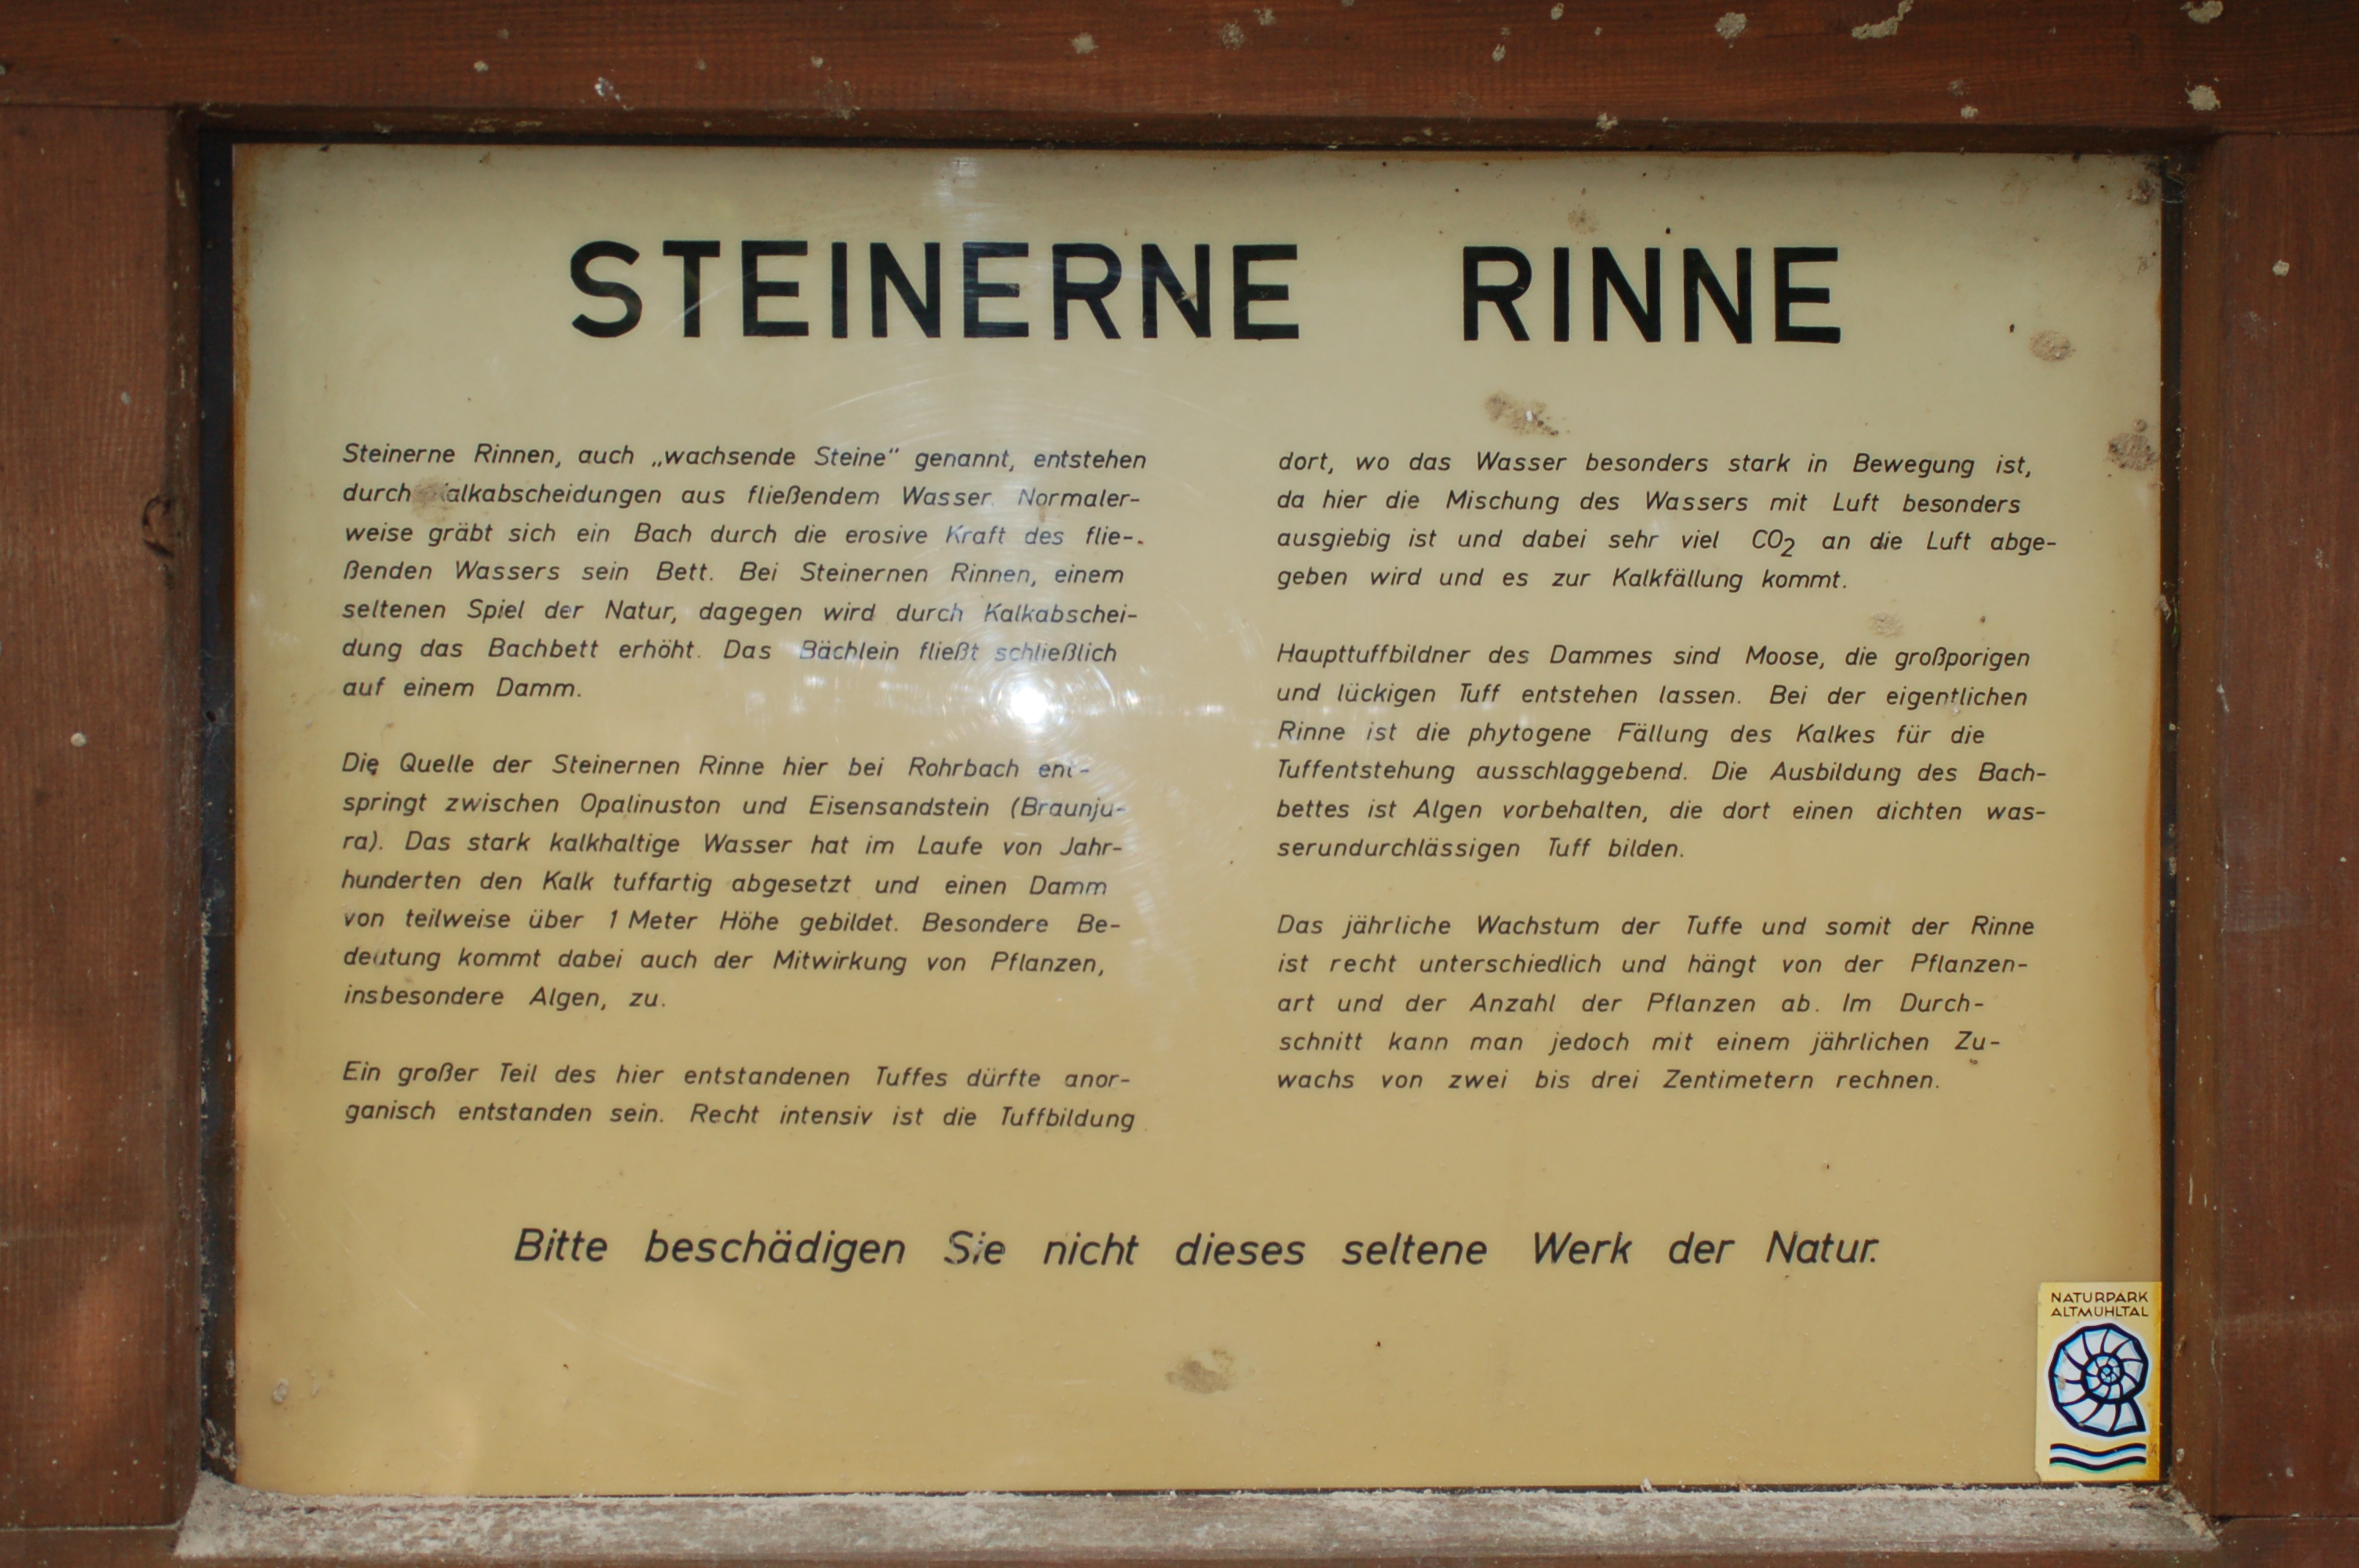 STEINERNE RINNE
Steinerne Rinnen, auch „wachsende Steine" genannt, entstehen
durch Kalkabscheidungen aus fließendem Wasser. Normaler-
weise gräbt sich ein Bach durch die erosive Kraft des flie-
ßenden Wassers sein Bett. Bei Steinernen Rinnen, einem
seltenen Spiel der Natur, dagegen wird durch Kalkabschei-
dung das Bachbett erhöht. Das Bächlein fließt schließlich
auf einem Damm.
Die Quelle der Steinernen Rinne hier bei Rohrbach ent-
springt zwischen Opalinuston und Eisensandstein (Braunju-
ra). Das stark kalkhaltige Wasser hat im Laufe von Jahr-
hunderten den Kalk tuffartig abgesetzt und einen Damm
von teilweise über 1 Meter Höhe gebildet. Besondere Be-
deutung kommt dabei auch der Mitwirkung von Pflanzen,
insbesondere Algen, zu.
Ein großer Teil des hier entstandenen Tuffes dürfte anor-
ganisch entstanden sein. Recht intensiv ist die Tuffbildung
dort, wo das Wasser besonders stark in Bewegung ist,
da hier die Mischung des Wassers mit Luft besonders
ausgiebig ist und dabei sehr viel CO2 an die Luft abge-
geben wird und es zur Kalkfällung kommt.
Haupttuffbildner des Dammes sind Moose, die großporigen
und lückigen Tuff entstehen lassen. Bei der eigentlichen
Rinne ist die phytogene Fällung des Kalkes für die
Tuffentstehung ausschlaggebend. Die Ausbildung des Bach-
bettes ist Algen vorbehalten, die dort einen dichten was-
serundurchlässigen Tuff bilden.
Das jährliche Wachstum der Tuffe und somit der Rinne
ist recht unterschiedlich und hängt von der Pflanzen-
art und der Anzahl der Pflanzen ab. Im Durch-
schnitt kann man jedoch mit einem jährlichen Zu-
wachs von zwei bis drei Zentimetern rechnen.
Bitte beschädigen Sie nicht dieses seltene Werk der Natur.
NATURPARK
ALTMÜHLTAL